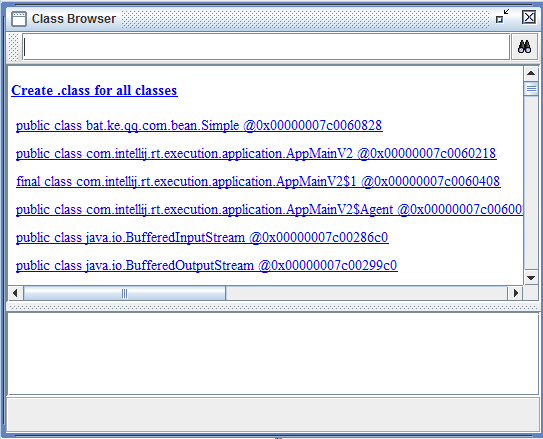 Class Browser
Create .class for all classes
public class bat.ke.qq.com.bean.Simple @0x00000007c0060828
public class com.intellij.rt.execution.application.AppMainV2 @0x00000007c0060218
final class com.intellij.rt.execution.application.AppMainV2$1 @0x00000007c0060408
public class com.intellij.rt.execution.application.AppMainV2$Agent @0x00000007c00600
public class java.io.BufferedInputStream @0x00000007c00286c0
public class java.io.BufferedOutputStream @0x00000007c00299c0